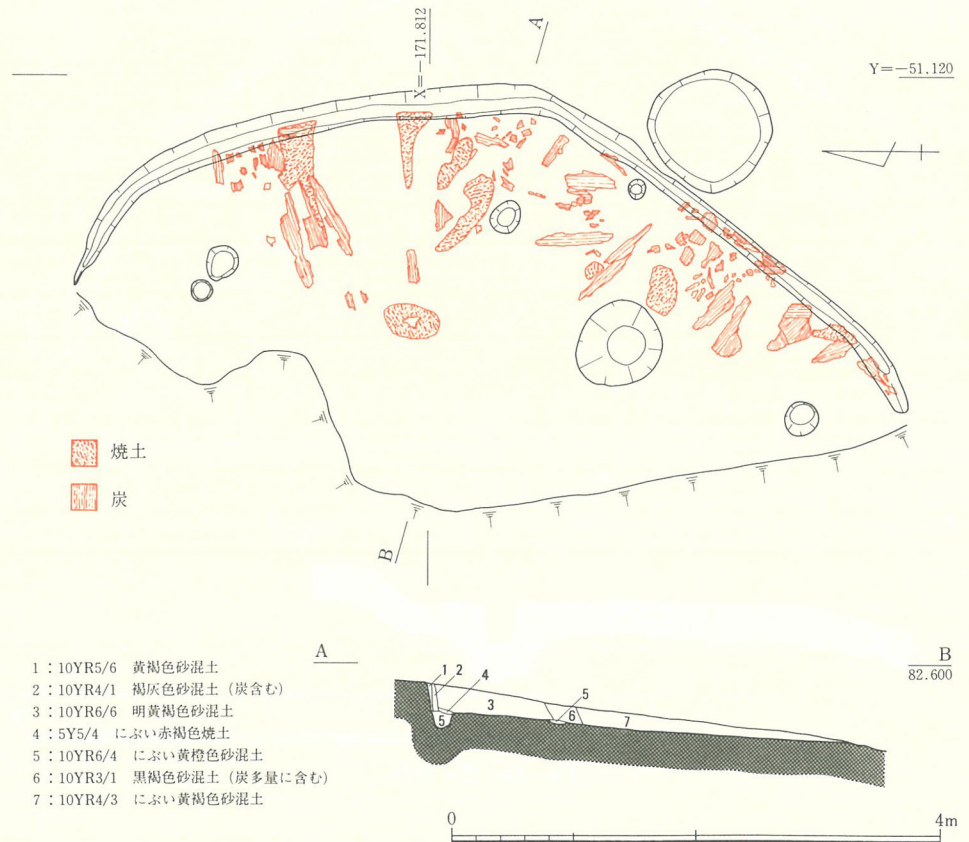 X=-171.812
A
Y=-51.120
焼土
炭
B
A
B
82.600
1：10YR5/6 黄褐色砂混土
2：10YR4/1 褐灰色砂混土（炭含む）
3：10YR6/6 明黄褐色砂混土
4：5Y5/4 にぶい赤褐色焼土
5：10YR6/4 にぶい黄橙色砂混土
6：10YR3/1 黒褐色砂混土（炭多量に含む）
7：10YR4/3 にぶい黄褐色砂混土
1 2 4
3
5
5
6
7
0 4m